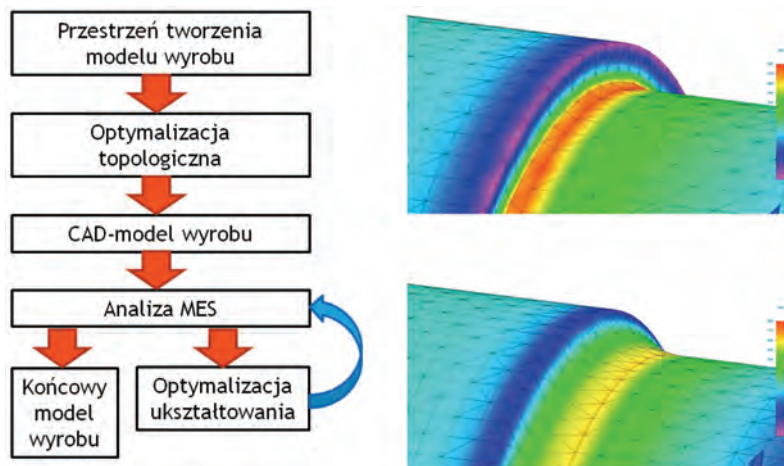 Przestrzeń tworzenia
modelu wyrobu
Optymalizacja
topologiczna
CAD-model wyrobu
Analiza MES
Końcowy
model
wyrobu
Optymalizacja
ukształtowania